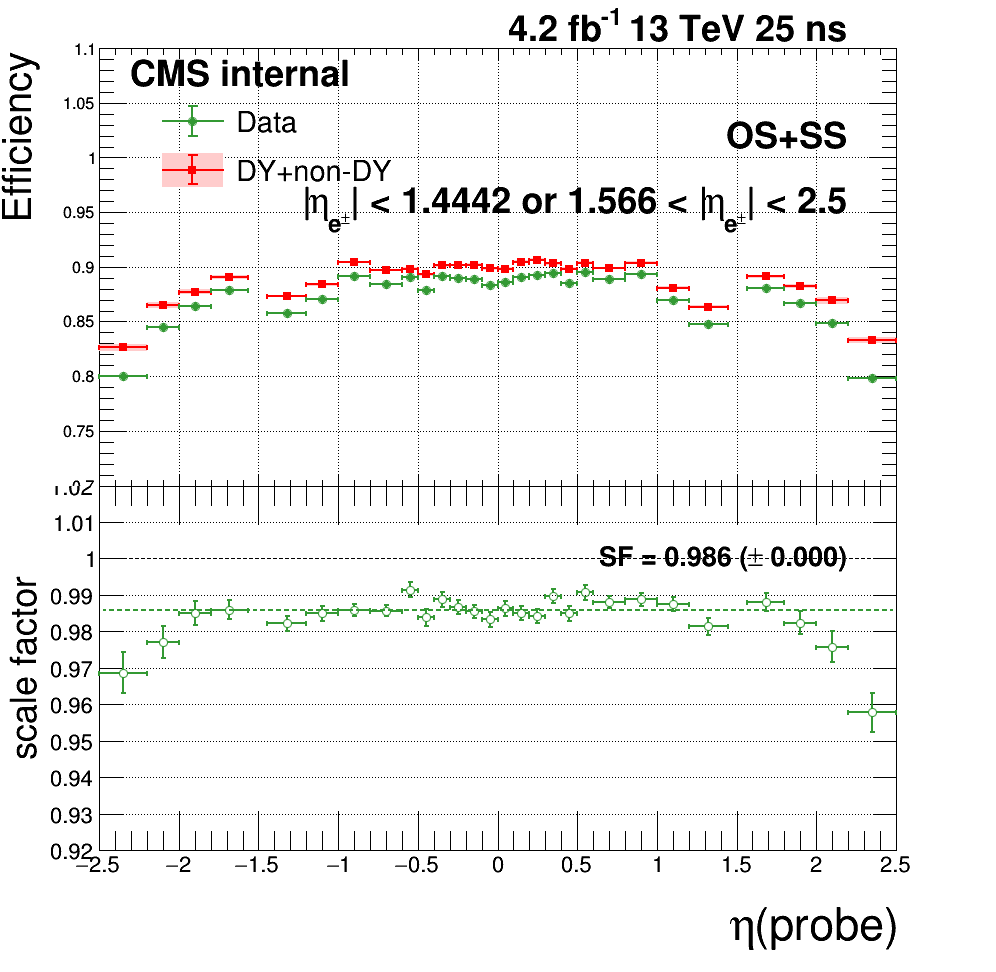 4.2 fb⁻¹ 13 TeV 25 ns
Efficiency
1.1
1.05
1
0.95
0.9
0.85
0.8
0.75
CMS internal
Data
DY+non-DY
OS+SS
|η_e±| < 1.4442 or 1.566 < |η_e±| < 2.5
scale factor
1.02
1.01
1
0.99
0.98
0.97
0.96
0.95
0.94
0.93
0.92
SF = 0.986 (± 0.000)
−2.5 −2 −1.5 −1 −0.5 0 0.5 1 1.5 2 2.5
η(probe)